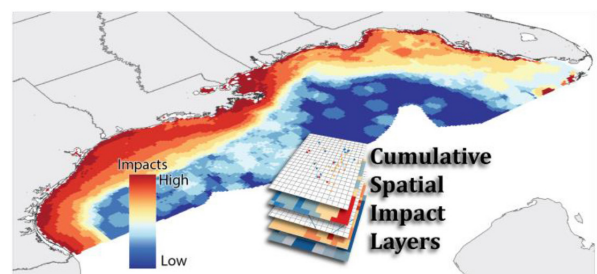 Impacts
High
Low
Cumulative
Spatial
Impact
Layers